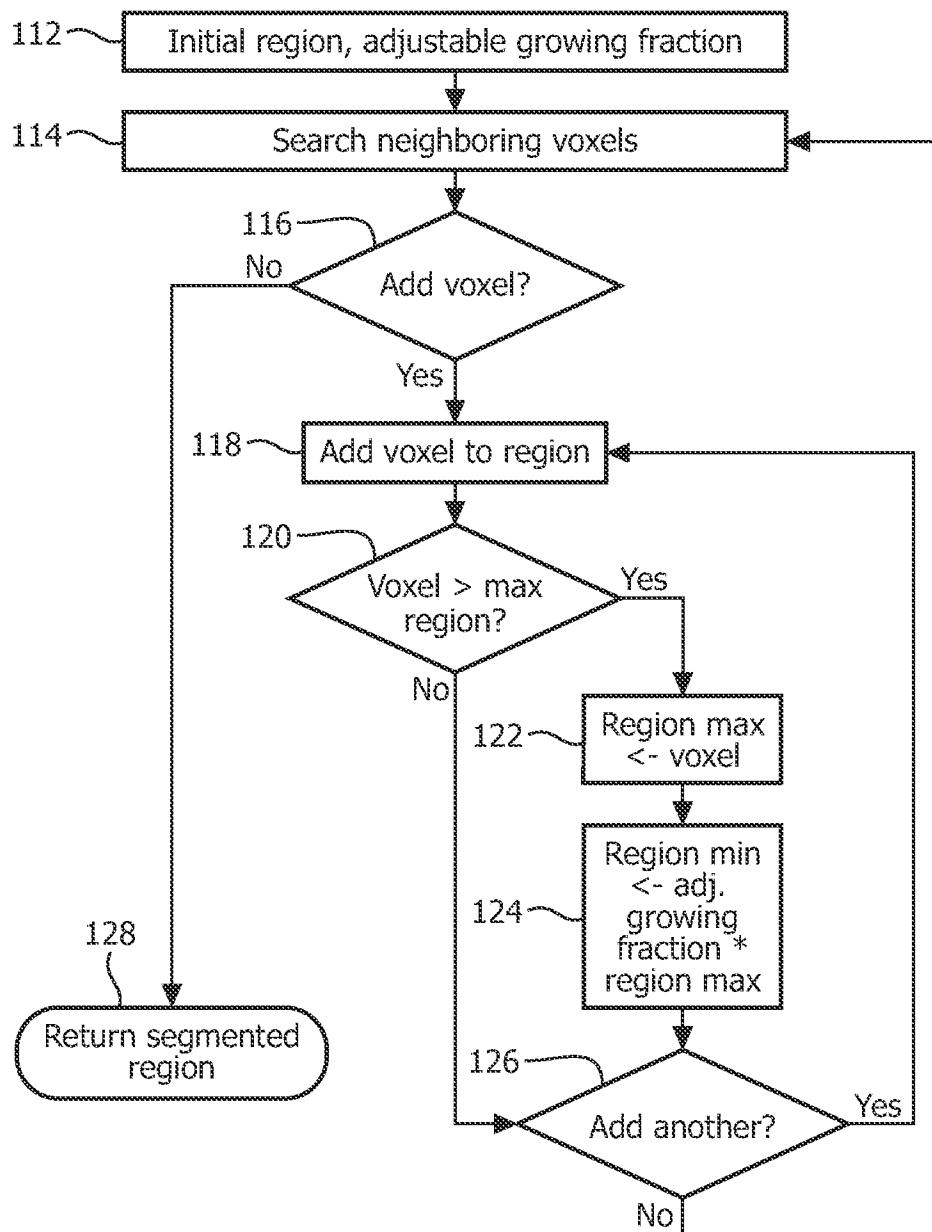 112
Initial region, adjustable growing fraction
114
Search neighboring voxels
116
No
Add voxel?
Yes
118
Add voxel to region
120
Voxel > max
region?
Yes
No
122
Region max
<- voxel
124
Region min
<- adj.
growing
fraction *
region max
128
Return segmented
region
126
Add another?
Yes
No